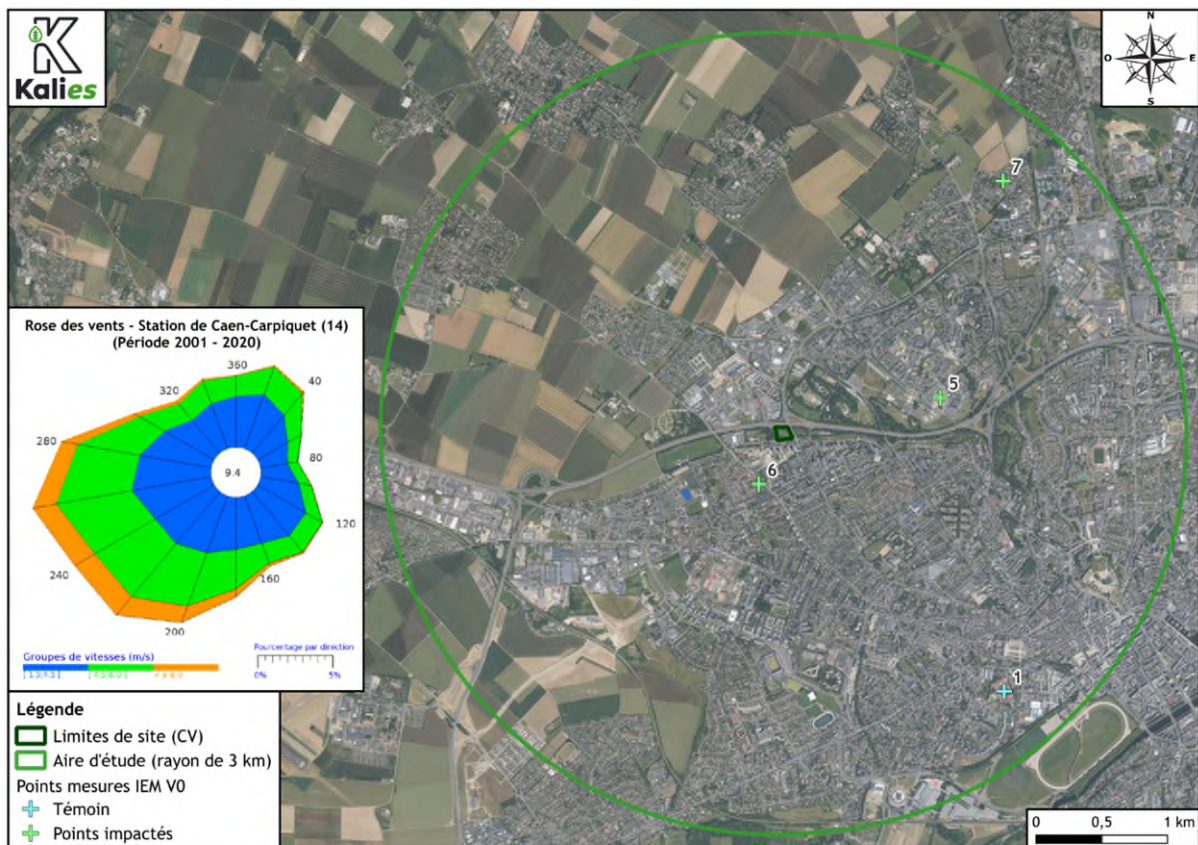 Kalies
N
O
E
S
7
5
6
1
Rose des vents - Station de Caen-Carpiquet (14)
(Période 2001 - 2020)
360
320
40
280
80
9.4
120
240
160
200
Groupes de vitesses (m/s)
Pourcentage par direction
0%
5%
Légende
Limites de site (CV)
Aire d'étude (rayon de 3 km)
Points mesures IEM V0
Témoin
Points impactés
0
0,5
1 km